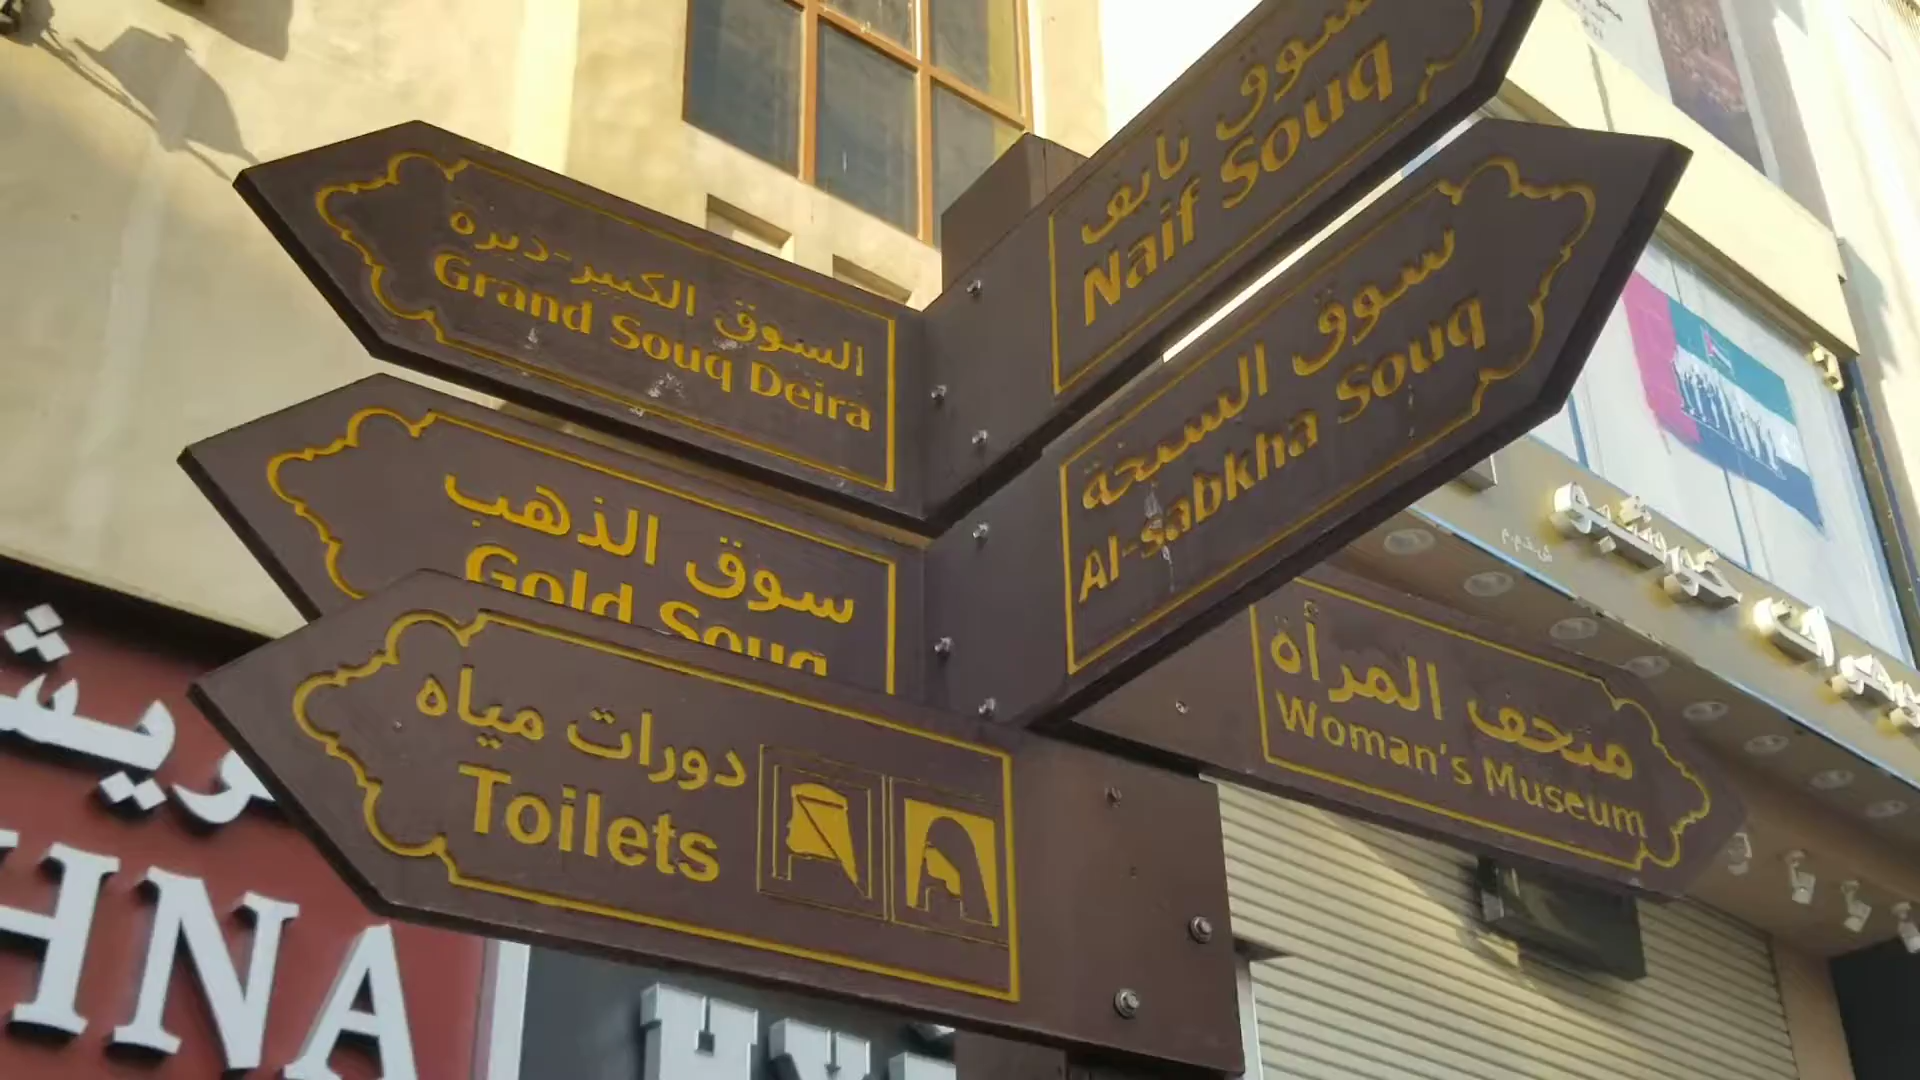 السوق الكبير-ديرة
Grand Souq Deira
سوق نايف
Naif Souq
سوق الذهب
Gold Souq
سوق السبخة
Al-sabkha Souq
دورات مياه
Toilets
متحف المرأة
Woman's Museum
HNA